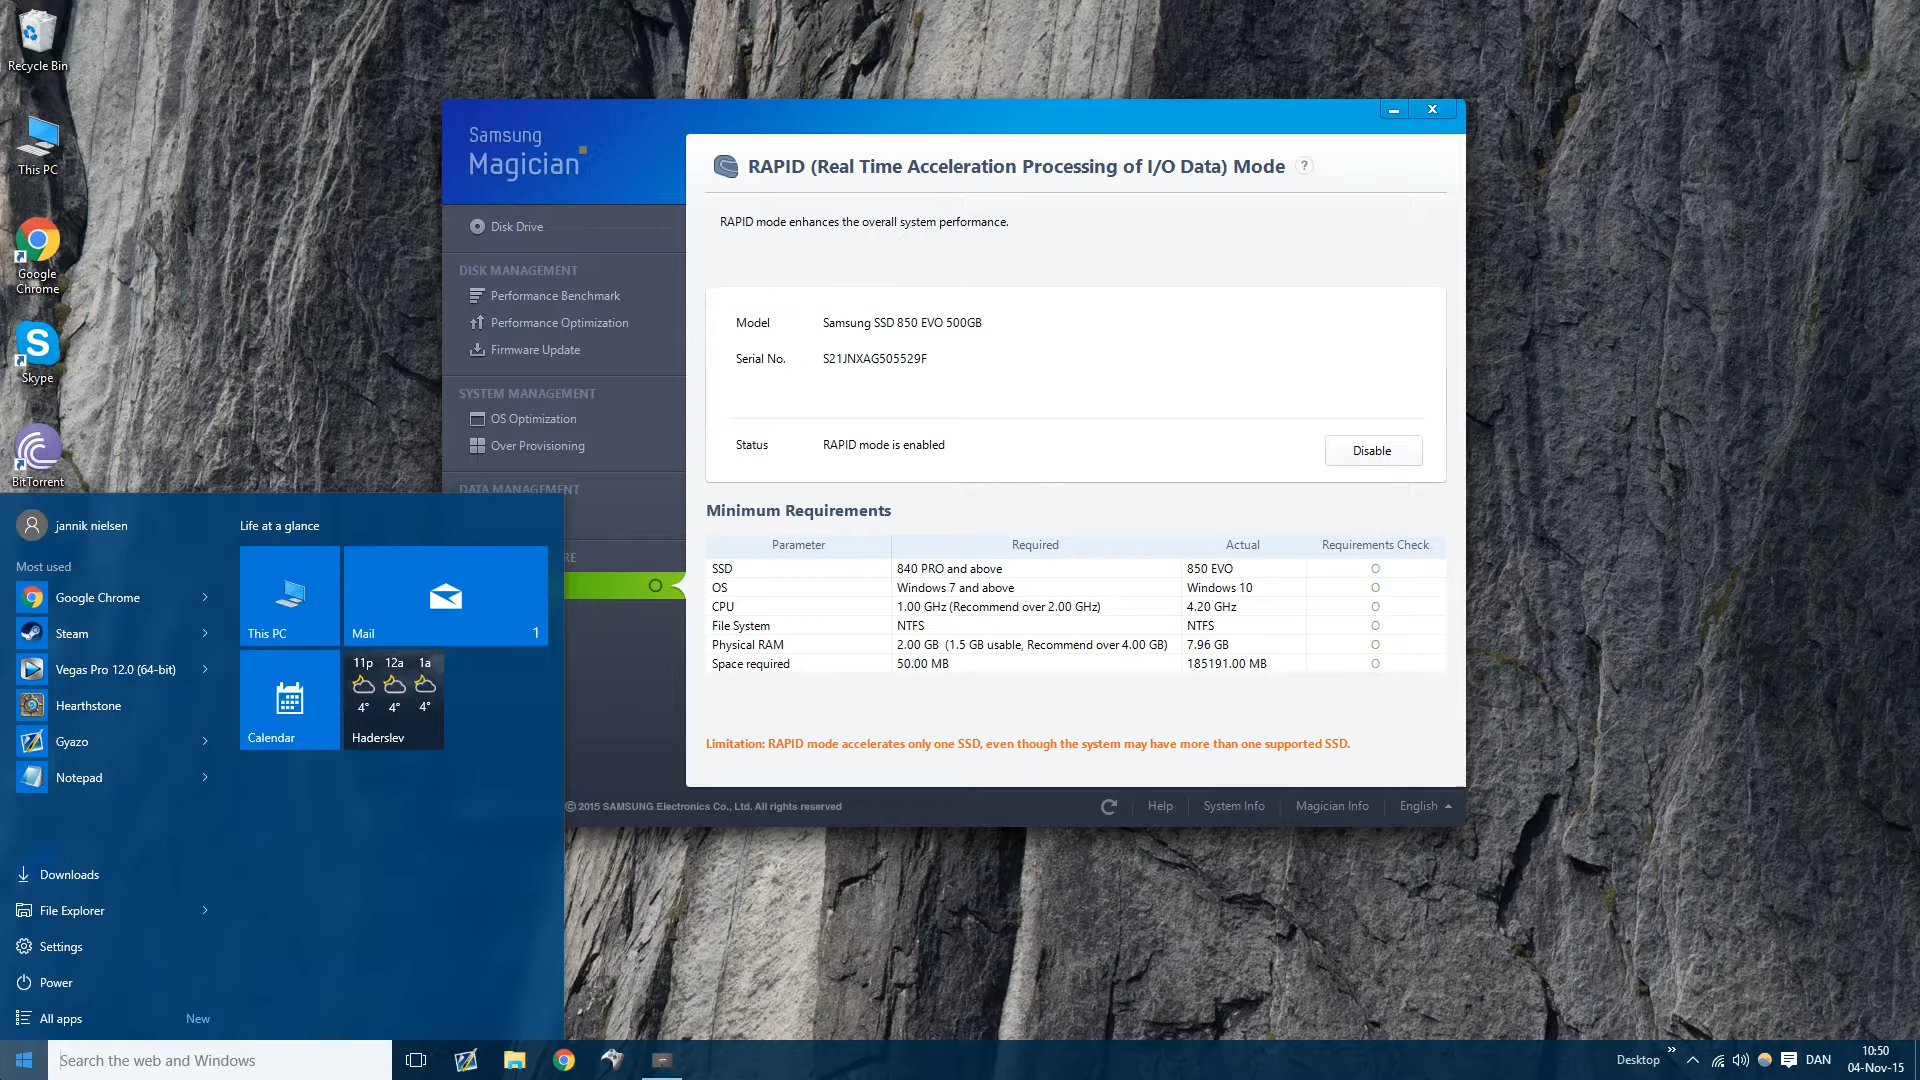 Recycle Bin
This PC
Google
Chrome
Skype
BitTorrent
Samsung
Magician
Disk Drive
DISK MANAGEMENT
Performance Benchmark
Performance Optimization
Firmware Update
SYSTEM MANAGEMENT
OS Optimization
Over Provisioning
DATA MANAGEMENT
RE
RAPID (Real Time Acceleration Processing of I/O Data) Mode ?
RAPID mode enhances the overall system performance.
Model Samsung SSD 850 EVO 500GB
Serial No. S21JNXAG505529F
Status RAPID mode is enabled Disable
Minimum Requirements
Parameter Required Actual Requirements Check
SSD 840 PRO and above 850 EVO O
OS Windows 7 and above Windows 10 O
CPU 1.00 GHz (Recommend over 2.00 GHz) 4.20 GHz O
File System NTFS NTFS O
Physical RAM 2.00 GB (1.5 GB usable, Recommend over 4.00 GB) 7.96 GB O
Space required 50.00 MB 185191.00 MB O
Limitation: RAPID mode accelerates only one SSD, even though the system may have more than one supported SSD.
© 2015 SAMSUNG Electronics Co., Ltd. All rights reserved
Help System Info Magician Info English
jannik nielsen
Most used
Google Chrome
Steam
Vegas Pro 12.0 (64-bit)
Hearthstone
Gyazo
Notepad
Downloads
File Explorer
Settings
Power
All apps New
Life at a glance
This PC
Mail 1
Calendar
11p 12a 1a
4° 4° 4°
Haderslev
Search the web and Windows
Desktop » DAN
10:50
04-Nov-15